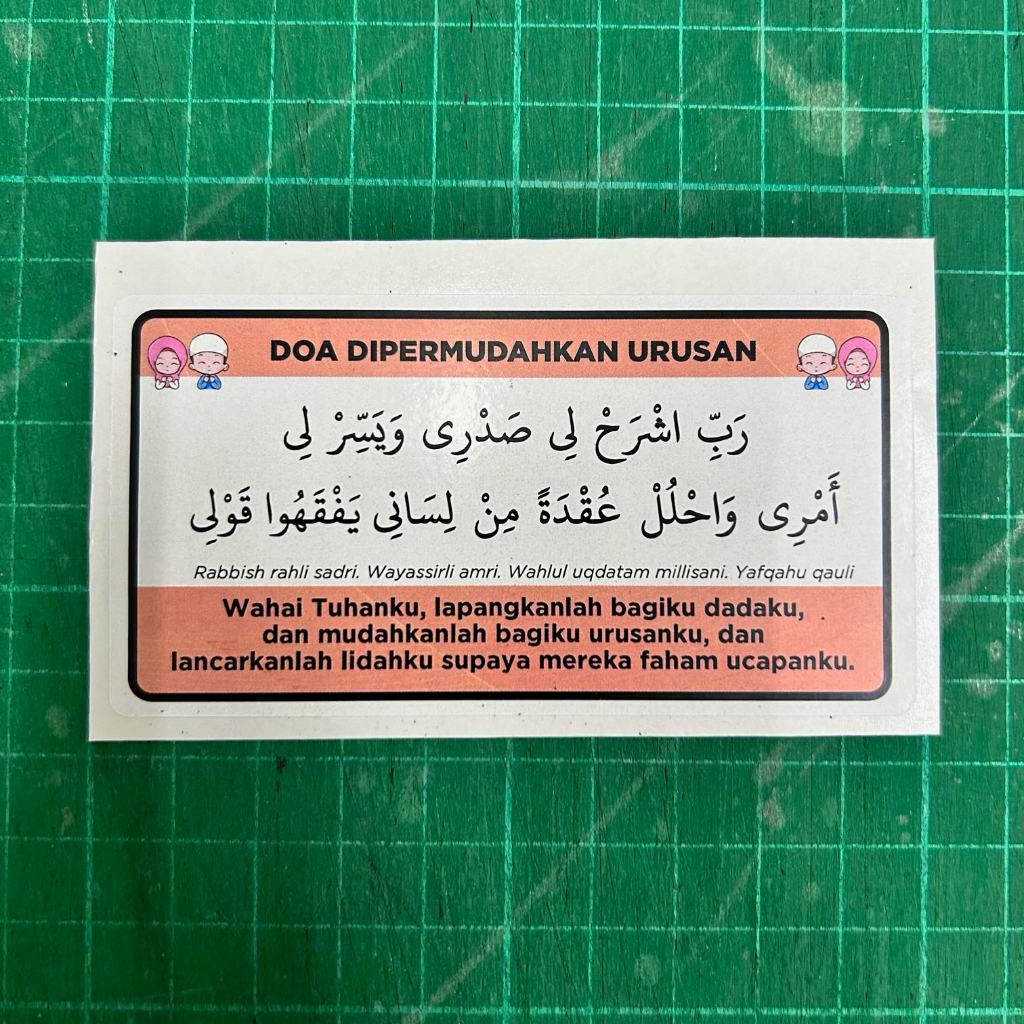 DOA DIPERMUDAHKAN URUSAN
رَبِّ اشْرَحْ لِى صَدْرِى وَيَسِّرْ لِى
أَمْرِى وَاحْلُلْ عُقْدَةً مِنْ لِسَانِى يَفْقَهُوا قَوْلِى
Rabbish rahli sadri. Wayassirli amri. Wahlul uqdatam millisani. Yafqahu qauli
Wahai Tuhanku, lapangkanlah bagiku dadaku,
dan mudahkanlah bagiku urusanku, dan
lancarkanlah lidahku supaya mereka faham ucapanku.